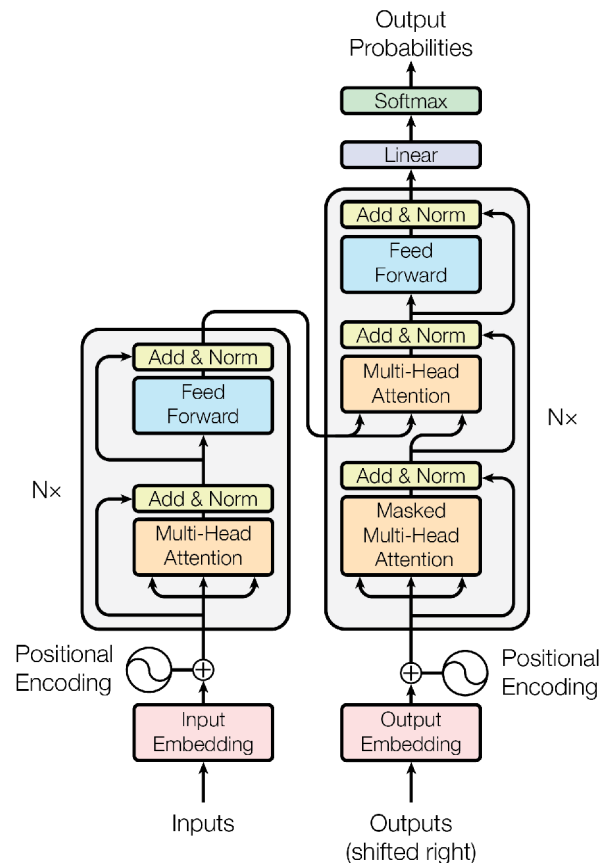 Output
Probabilities
Softmax
Linear
Add & Norm
Feed
Forward
Add & Norm
Multi-Head
Attention
Add & Norm
Masked
Multi-Head
Attention
N×
Add & Norm
Feed
Forward
Add & Norm
Multi-Head
Attention
N×
Positional
Encoding
Positional
Encoding
Input
Embedding
Output
Embedding
Inputs
Outputs
(shifted right)